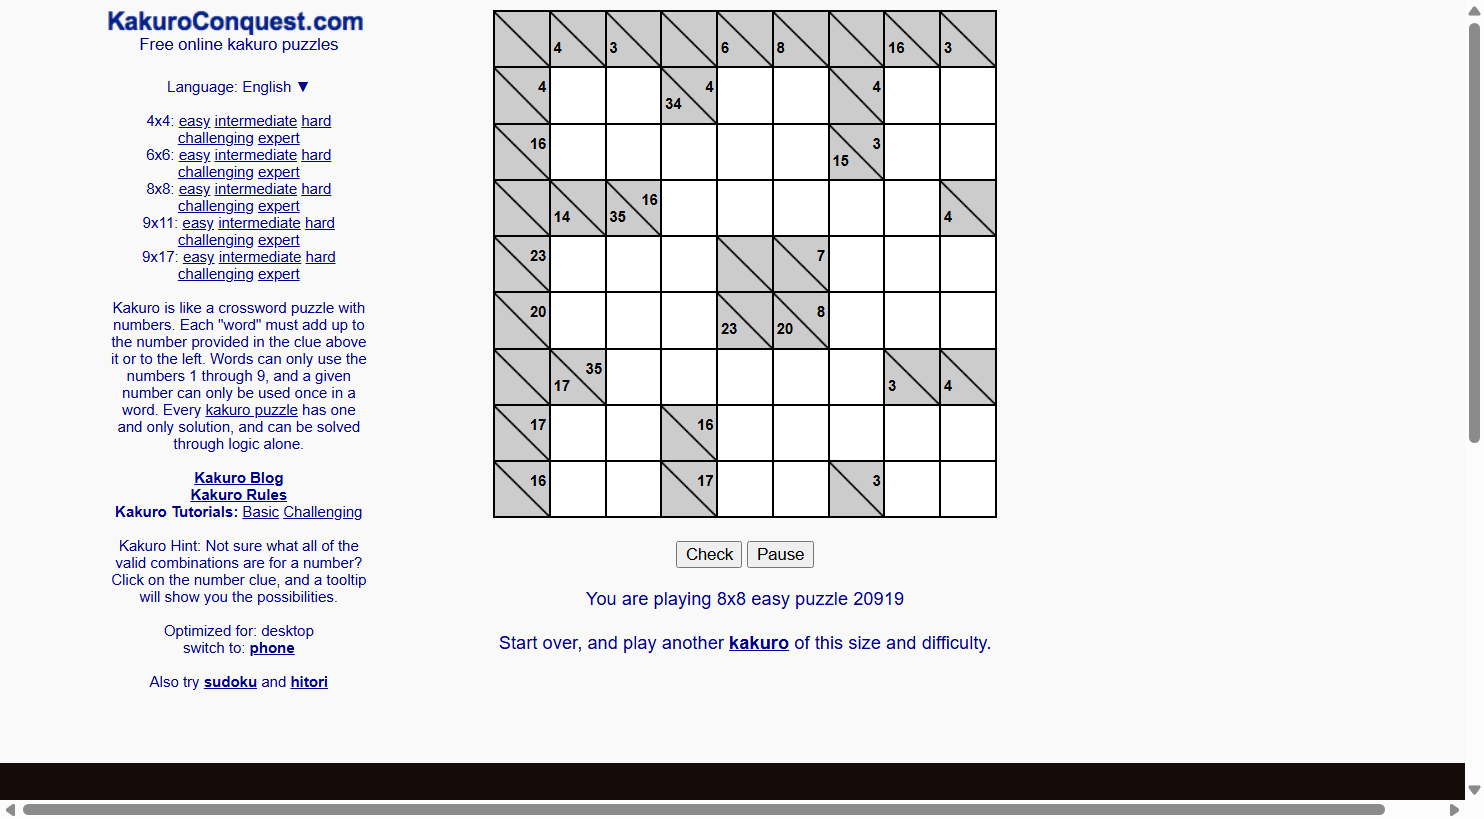 KakuroConquest.com
Free online kakuro puzzles
Language: English ▼
4x4: easy intermediate hard
challenging expert
6x6: easy intermediate hard
challenging expert
8x8: easy intermediate hard
challenging expert
9x11: easy intermediate hard
challenging expert
9x17: easy intermediate hard
challenging expert
Kakuro is like a crossword puzzle with
numbers. Each "word" must add up to
the number provided in the clue above
it or to the left. Words can only use the
numbers 1 through 9, and a given
number can only be used once in a
word. Every kakuro puzzle has one
and only solution, and can be solved
through logic alone.
Kakuro Blog
Kakuro Rules
Kakuro Tutorials: Basic Challenging
Kakuro Hint: Not sure what all of the
valid combinations are for a number?
Click on the number clue, and a tooltip
will show you the possibilities.
Optimized for: desktop
switch to: phone
Also try sudoku and hitori
4 3 6 8 16 3
4 4 34 4
16 3 15
14 16 35 4
23 7
20 23 8 20
35 17 3 4
17 16
16 17 3
Check Pause
You are playing 8x8 easy puzzle 20919
Start over, and play another kakuro of this size and difficulty.